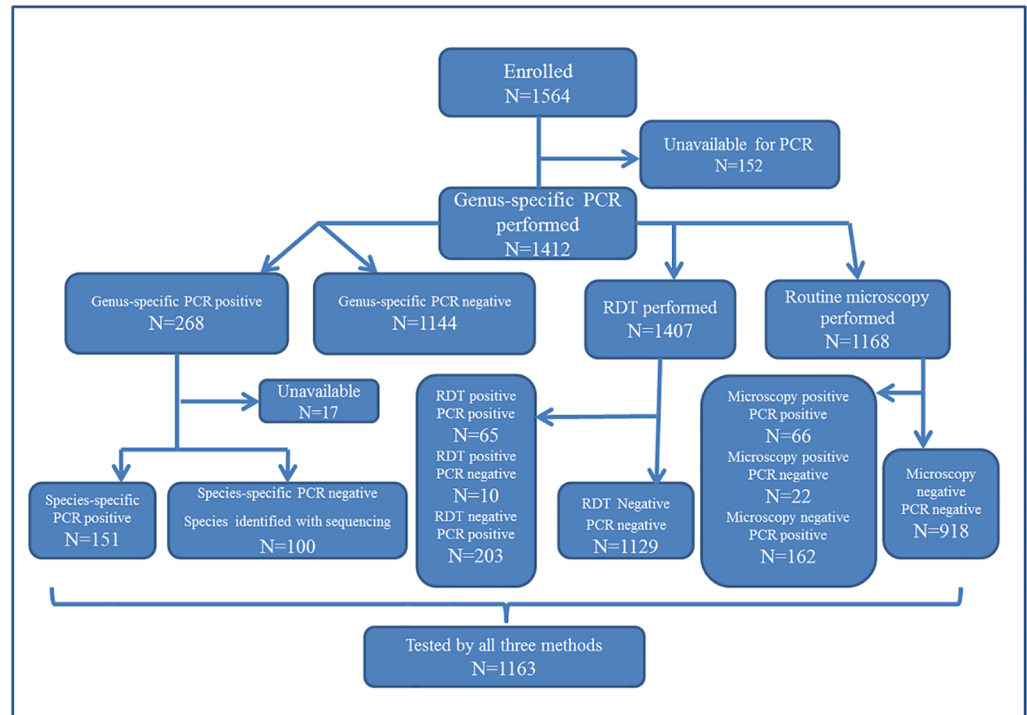 Enrolled
N=1564
Unavailable for PCR
N=152
Genus-specific PCR
performed
N=1412
Genus-specific PCR positive
N=268
Genus-specific PCR negative
N=1144
RDT performed
N=1407
Routine microscopy
performed
N=1168
Unavailable
N=17
RDT positive
PCR positive
N=65
RDT positive
PCR negative
N=10
RDT negative
PCR positive
N=203
Microscopy positive
PCR positive
N=66
Microscopy positive
PCR negative
N=22
Microscopy negative
PCR positive
N=162
Species-specific
PCR positive
N=151
Species-specific PCR negative
Species identified with sequencing
N=100
RDT Negative
PCR negative
N=1129
Microscopy
negative
PCR negative
N=918
Tested by all three methods
N=1163